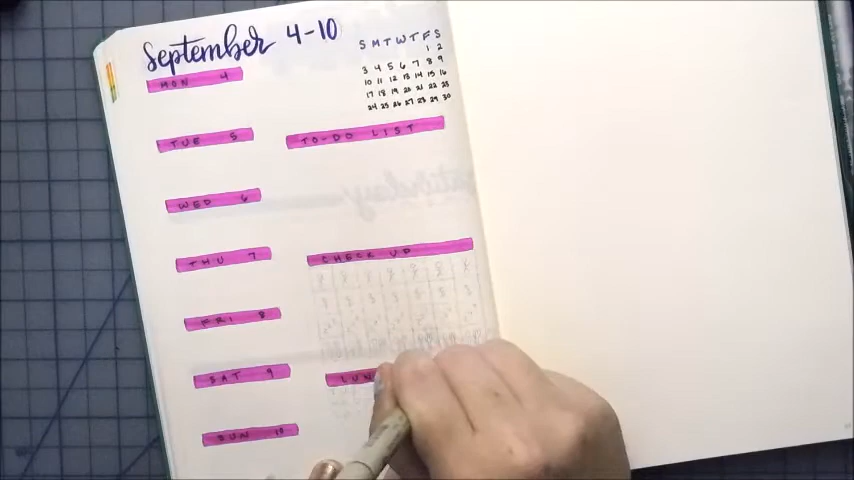 September 4-10
S M T W T F S
1 2
3 4 5 6 7 8 9
10 11 12 13 14 15 16
17 18 19 20 21 22 23
24 25 26 27 28 29 30
MON 4
TUE 5
TO-DO LIST
WED 6
THU 7
CHECK UP
FRI 8
SAT 9
SUN 10